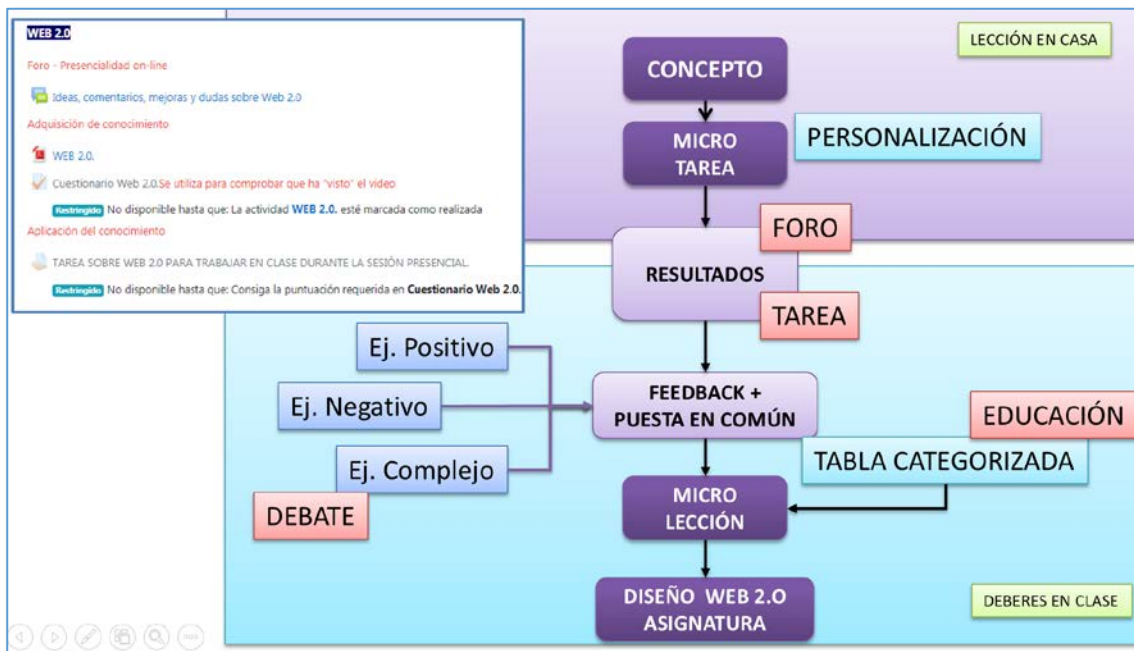 WEB 2.0
Foro - Presencialidad on-line
Ideas, comentarios, mejoras y dudas sobre Web 2.0
Adquisición de conocimiento
WEB 2.0.
Cuestionario Web 2.0.Se utiliza para comprobar que ha "visto" el video
Restringido No disponible hasta que: La actividad WEB 2.0. esté marcada como realizada
Aplicación del conocimiento
TAREA SOBRE WEB 2.0 PARA TRABAJAR EN CLASE DURANTE LA SESIÓN PRESENCIAL.
Restringido No disponible hasta que: Consiga la puntuación requerida en Cuestionario Web 2.0.
LECCIÓN EN CASA
CONCEPTO
MICRO
TAREA
PERSONALIZACIÓN
FORO
RESULTADOS
TAREA
Ej. Positivo
Ej. Negativo
Ej. Complejo
DEBATE
FEEDBACK +
PUESTA EN COMÚN
EDUCACIÓN
TABLA CATEGORIZADA
MICRO
LECCIÓN
DISEÑO WEB 2.O
ASIGNATURA
DEBERES EN CLASE